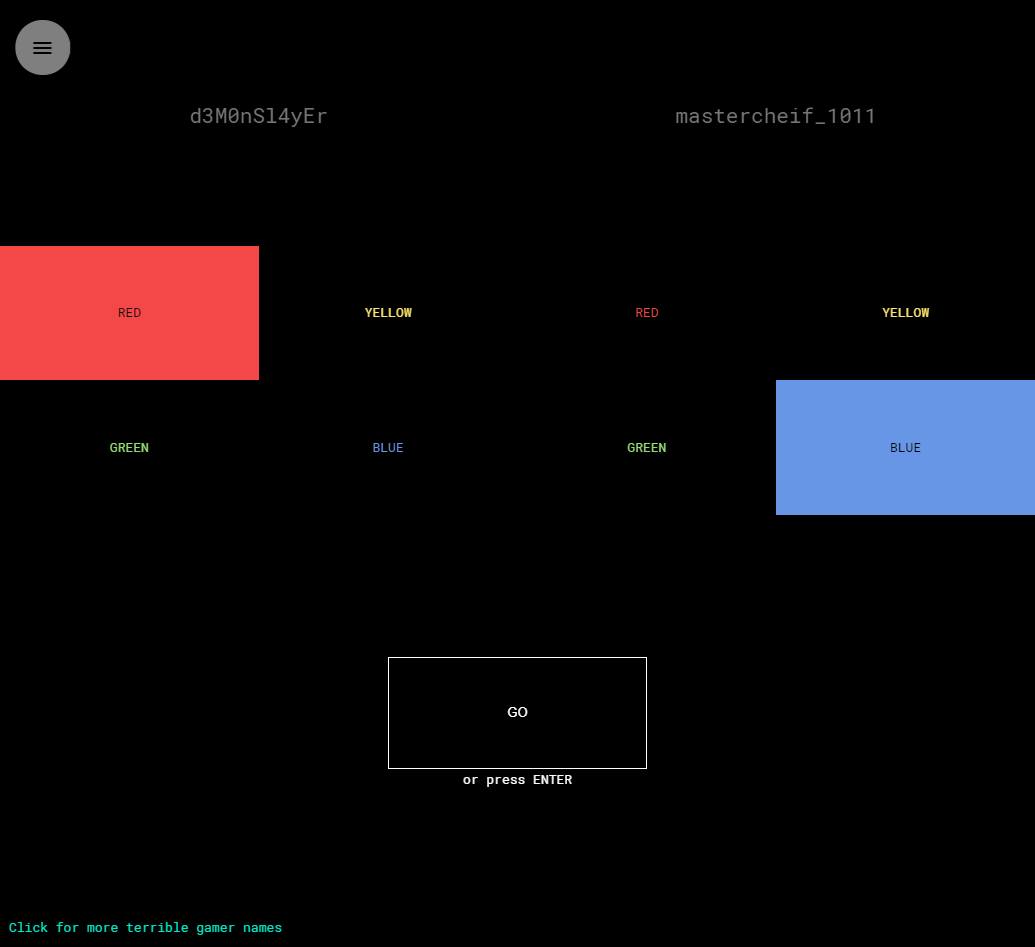 d3M0nSl4yEr mastercheif_1011
RED YELLOW RED YELLOW
GREEN BLUE GREEN BLUE
GO
or press ENTER
Click for more terrible gamer names